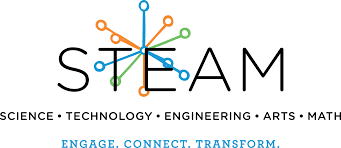 STEAM
SCIENCE • TECHNOLOGY • ENGINEERING • ARTS • MATH
ENGAGE. CONNECT. TRANSFORM.